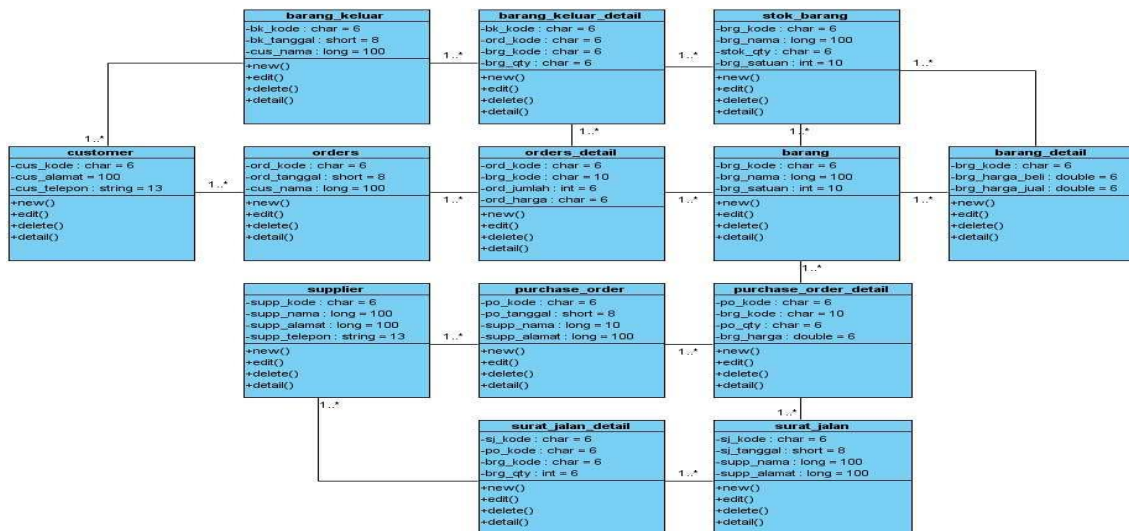 barang_keluar
-bk_kode : char = 6
-bk_tanggal : short = 8
-cus_nama : long = 100
+new()
+edit()
+delete()
+detail()
1..*
barang_keluar_detail
-bk_kode : char = 6
-ord_kode : char = 6
-brg_kode : char = 6
-brg_qty : char = 6
+new()
+edit()
+delete()
+detail()
1..*
stok_barang
-brg_kode : char = 6
-brg_nama : long = 100
-stok_qty : char = 6
-brg_satuan : int = 10
+new()
+edit()
+delete()
+detail()
1..*
1..*
1..*
1..*
1..*
customer
-cus_kode : char = 6
-cus_alamat = 100
-cus_telepon : string = 13
+new()
+edit()
+delete()
+detail()
1..*
orders
-ord_kode : char = 6
-ord_tanggal : short = 8
-cus_nama : long = 100
+new()
+edit()
+delete()
+detail()
1..*
orders_detail
-ord_kode : char = 6
-brg_kode : char = 10
-ord_jumlah : int = 6
-ord_harga : char = 6
+new()
+edit()
+delete()
+detail()
1..*
barang
-brg_kode : char = 6
-brg_nama : long = 100
-brg_satuan : int = 10
+new()
+edit()
+delete()
+detail()
1..*
barang_detail
-brg_kode : char = 6
-brg_harga_beli : double = 6
-brg_harga_jual : double = 6
+new()
+edit()
+delete()
+detail()
1..*
supplier
-supp_kode : char = 6
-supp_nama : long = 100
-supp_alamat : long = 100
-supp_telepon : string = 13
+new()
+edit()
+delete()
+detail()
1..*
purchase_order
-po_kode : char = 6
-po_tanggal : short = 8
-supp_nama : long = 10
-supp_alamat : long = 100
+new()
+edit()
+delete()
+detail()
1..*
purchase_order_detail
-po_kode : char = 6
-brg_kode : char = 10
-po_qty : char = 6
-brg_harga : double = 6
+new()
+edit()
+delete()
+detail()
1..*
1..*
surat_jalan_detail
-sj_kode : char = 6
-po_kode : char = 6
-brg_kode : char = 6
-brg_qty : int = 6
+new()
+edit()
+delete()
+detail()
1..*
surat_jalan
-sj_kode : char = 6
-sj_tanggal : short = 8
-supp_nama : long = 100
-supp_alamat : long = 100
+new()
+edit()
+delete()
+detail()